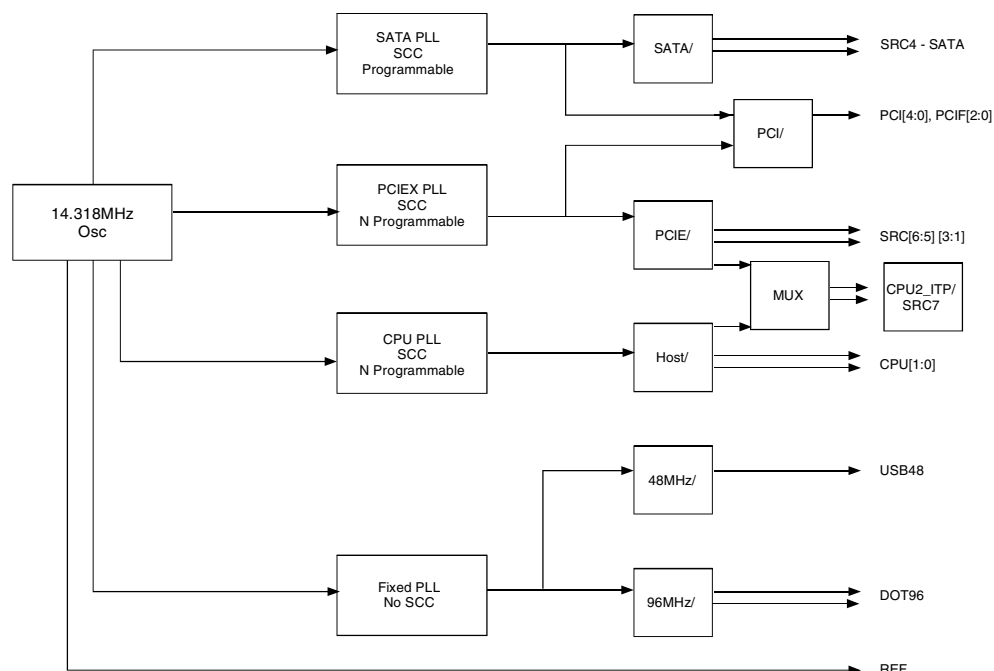 SATA PLL
SCC
Programmable
SATA/
SRC4 - SATA
PCI/
PCI[4:0], PCIF[2:0]
14.318MHz
Osc
PCIEX PLL
SCC
N Programmable
PCIE/
SRC[6:5] [3:1]
MUX
CPU2_ITP/
SRC7
CPU PLL
SCC
N Programmable
Host/
CPU[1:0]
48MHz/
USB48
Fixed PLL
No SCC
96MHz/
DOT96
REF